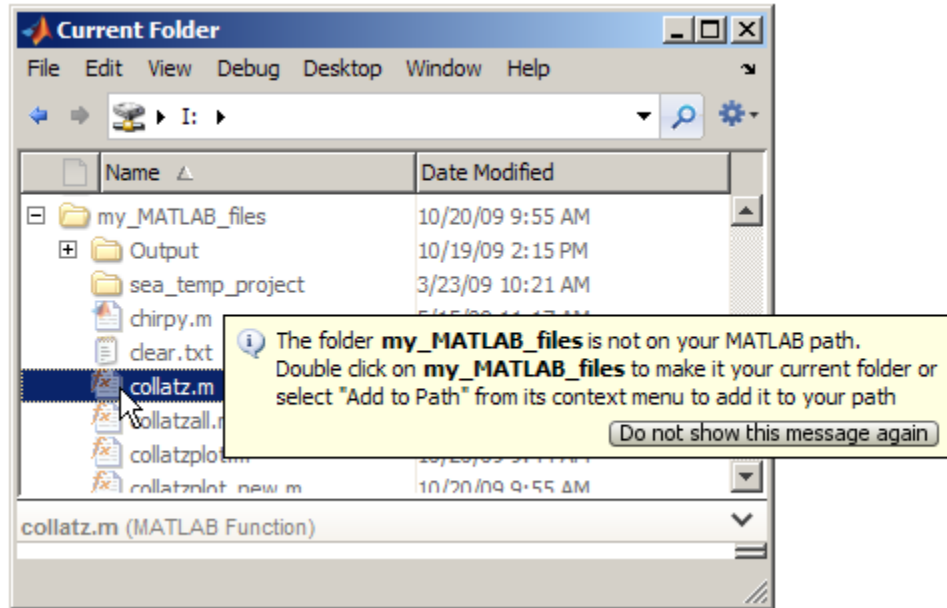 Current Folder
File Edit View Debug Desktop Window Help
I:
Name Date Modified
my_MATLAB_files 10/20/09 9:55 AM
Output 10/19/09 2:15 PM
sea_temp_project 3/23/09 10:21 AM
chirpy.m
The folder my_MATLAB_files is not on your MATLAB path.
clear.txt
Double click on my_MATLAB_files to make it your current folder or
collatz.m
select "Add to Path" from its context menu to add it to your path
Do not show this message again
collatzplot_new.m 10/20/09 9:55 AM
collatz.m (MATLAB Function)